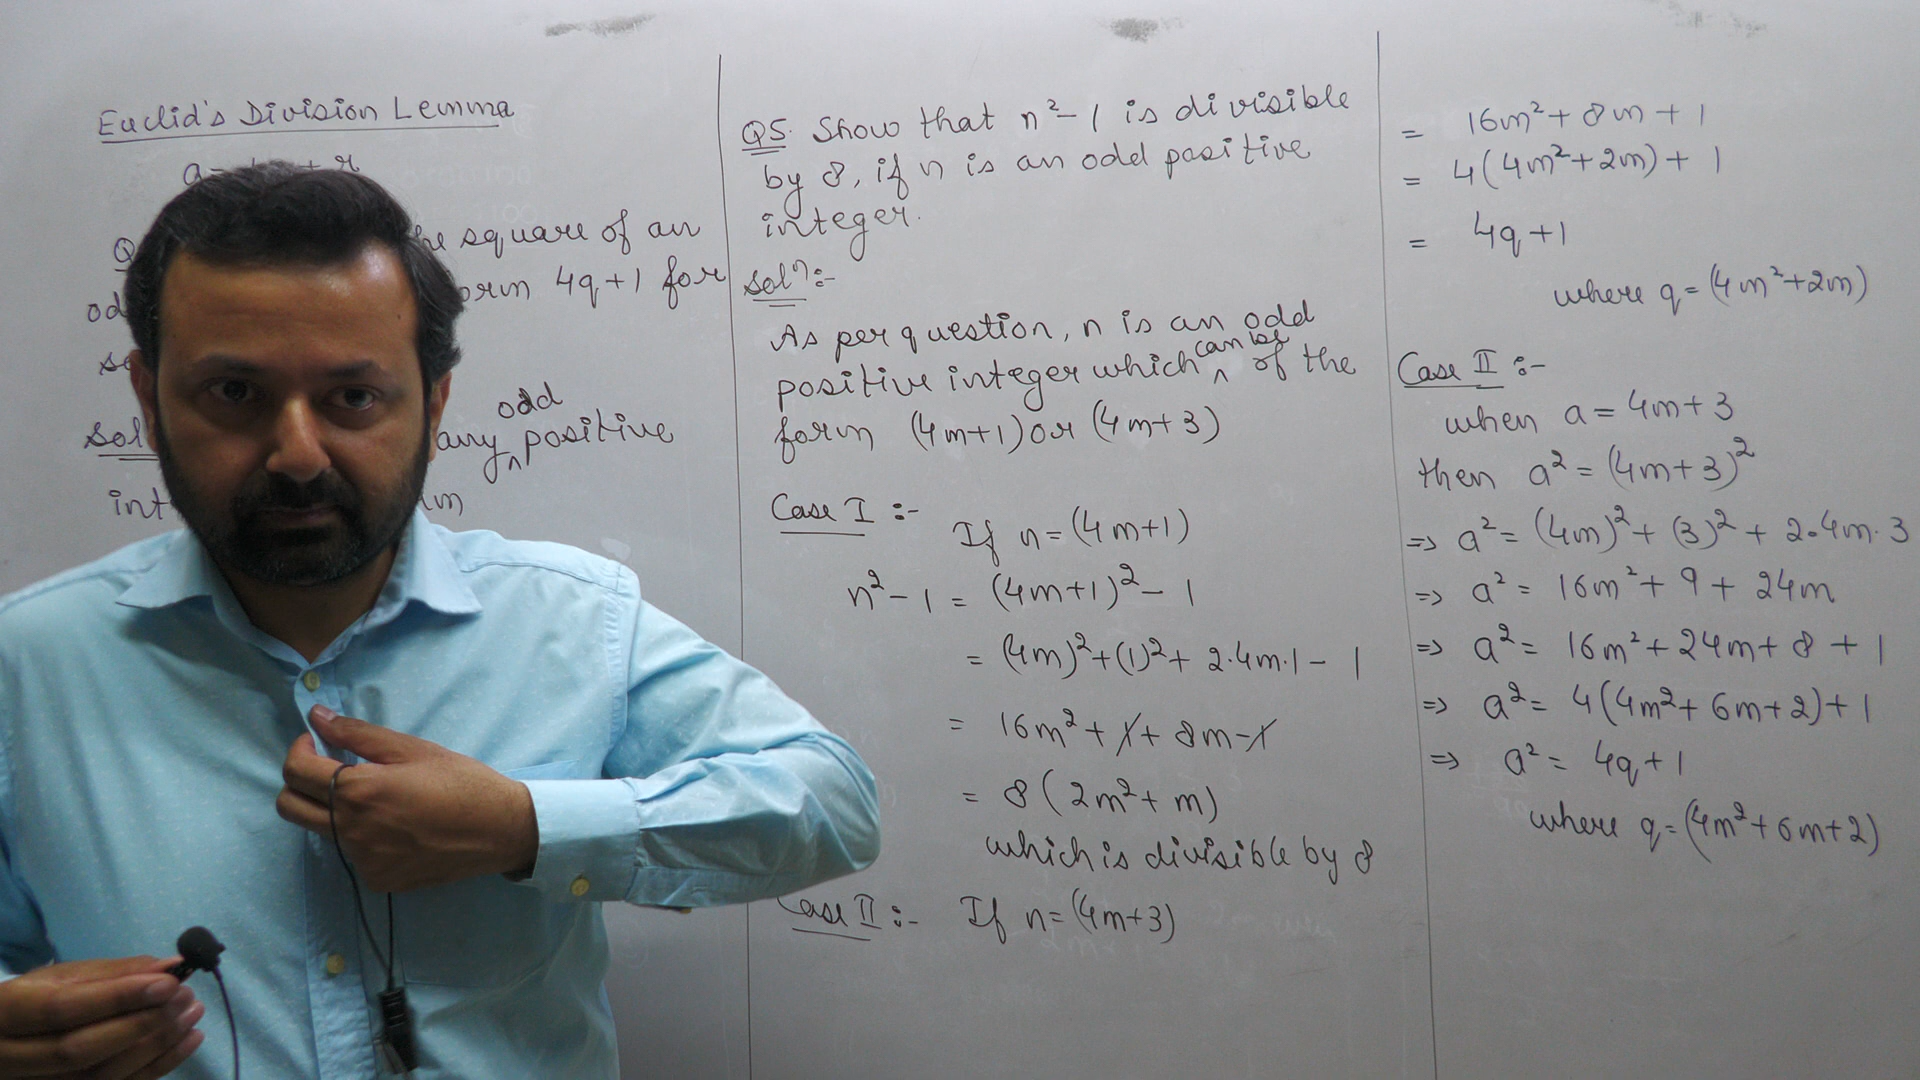 Euclid's Division Lemma
a= + r
Q square of an
od orm 4q+1 for
so
odd
Sol any ^ positive
int rm
Q5. Show that n²-1 is divisible
by 8, if n is an odd positive
integer.
Solⁿ:-
As per question, n is an odd
can be
positive integer which ^ of the
form (4m+1) or (4m+3)
Case I :-
If n=(4m+1)
n²-1 = (4m+1)²-1
= (4m)²+(1)²+ 2.4m.1 - 1
= 16m² + 1 + 8m-1
= 8 (2m²+ m)
which is divisible by 8
Case II :- If n=(4m+3)
= 16m²+ 8m + 1
= 4(4m²+ 2m) + 1
= 4q+1
where q= (4m²+2m)
Case II :-
when a = 4m+3
then a² = (4m+3)²
=> a² = (4m)²+ (3)² + 2.4m.3
=> a² = 16m²+ 9 + 24m
=> a² = 16m²+ 24m + 8 + 1
=> a² = 4(4m²+ 6m+2)+1
=> a² = 4q+1
where q=(4m²+6m+2)